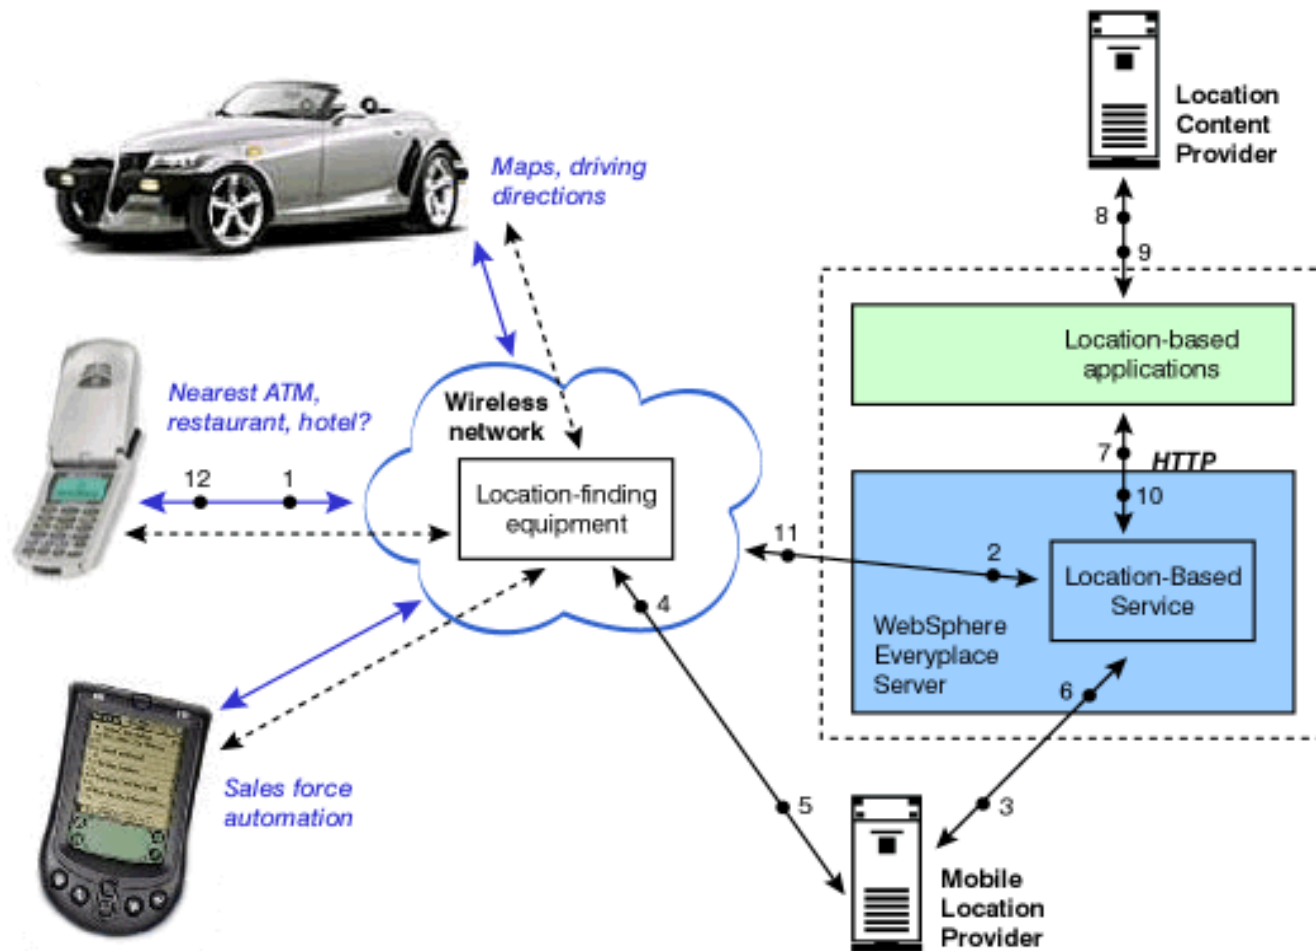 Location
Content
Provider
Maps, driving
directions
8
9
Location-based
applications
Nearest ATM,
restaurant, hotel?
Wireless
network
7
HTTP
10
12
1
Location-finding
equipment
11
2
Location-Based
Service
4
WebSphere
Everyplace
Server
6
Sales force
automation
5
3
Mobile
Location
Provider